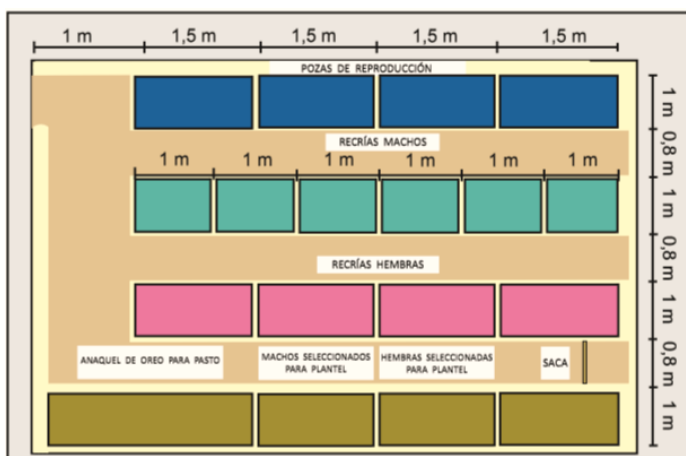 1 m 1,5 m 1,5 m 1,5 m 1,5 m
POZAS DE REPRODUCCIÓN
1 m
RECRÍAS MACHOS
0,8 m
1 m 1 m 1 m 1 m 1 m 1 m
1 m
RECRÍAS HEMBRAS
0,8 m
1 m
ANAQUEL DE OREO PARA PASTO
MACHOS SELECCIONADOS
PARA PLANTEL
HEMBRAS SELECCIONADAS
PARA PLANTEL
SACA
0,8 m
1 m